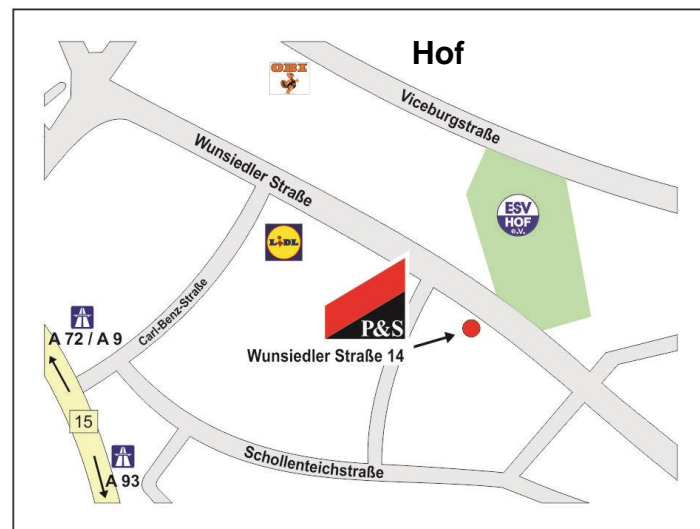 Hof
OBI
Viceburgstraße
Wunsiedler Straße
ESV
HOF
e.V.
LiDL
Carl-Benz-Straße
P&S
A 72 / A 9
Wunsiedler Straße 14
15
Schollenteichstraße
A 93